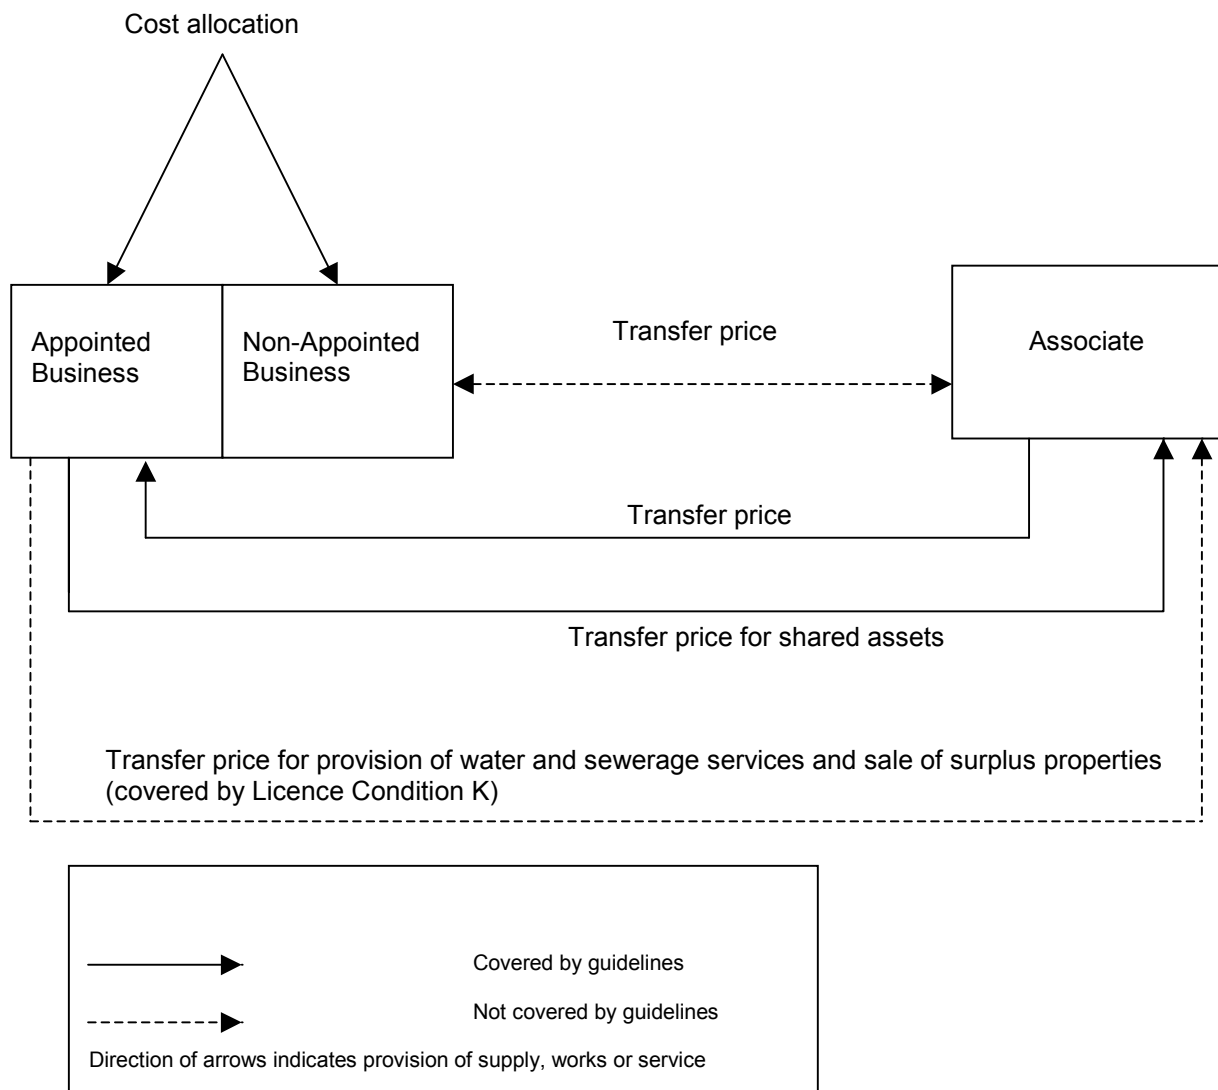 Cost allocation
Appointed
Business
Non-Appointed
Business
Transfer price
Associate
Transfer price
Transfer price for shared assets
Transfer price for provision of water and sewerage services and sale of surplus properties
(covered by Licence Condition K)
Covered by guidelines
Not covered by guidelines
Direction of arrows indicates provision of supply, works or service